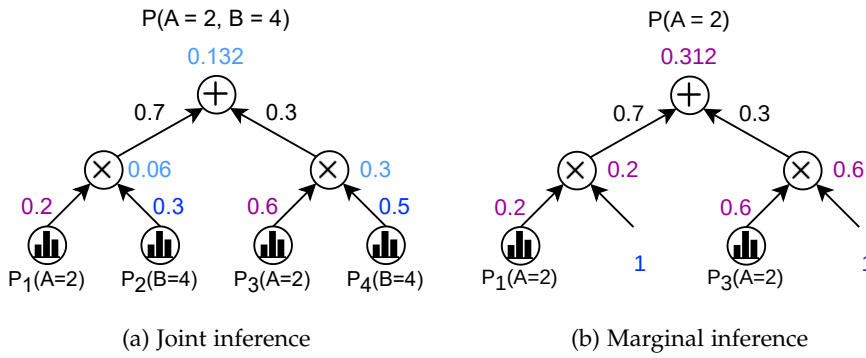 P(A = 2, B = 4)
0.132
0.7
0.3
0.06
0.3
0.2
0.3
0.6
0.5
P1(A=2)
P2(B=4)
P3(A=2)
P4(B=4)
(a) Joint inference
P(A = 2)
0.312
0.7
0.3
0.2
0.6
0.2
0.6
1
1
P1(A=2)
P3(A=2)
(b) Marginal inference